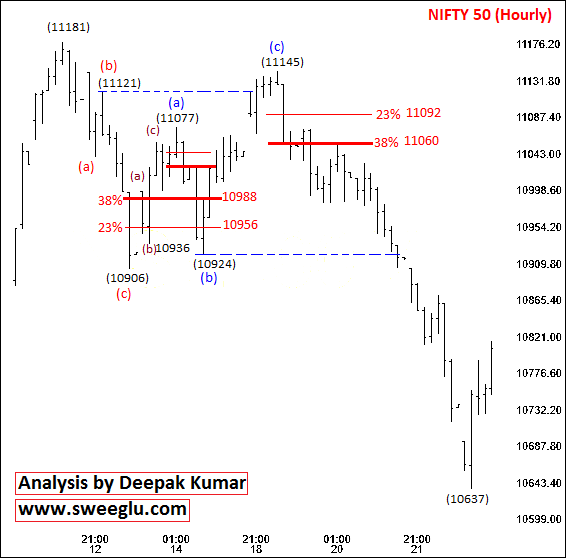 NIFTY 50 (Hourly)
(11181)
(c)
(11145)
11176.20
(b)
(11121)
11131.80
(a)
(11077)
23% 11092
11087.40
(c)
38% 11060
11043.00
(a)
(a)
38%
10988
10998.60
23%
10956
10954.20
(b)
10936
(10924)
10909.80
(10906)
(b)
(c)
10865.40
10821.00
10776.60
10732.20
10687.80
Analysis by Deepak Kumar
10643.40
(10637)
www.sweeglu.com
10599.00
21:00 01:00 21:00 01:00 21:00
12 14 18 20 21